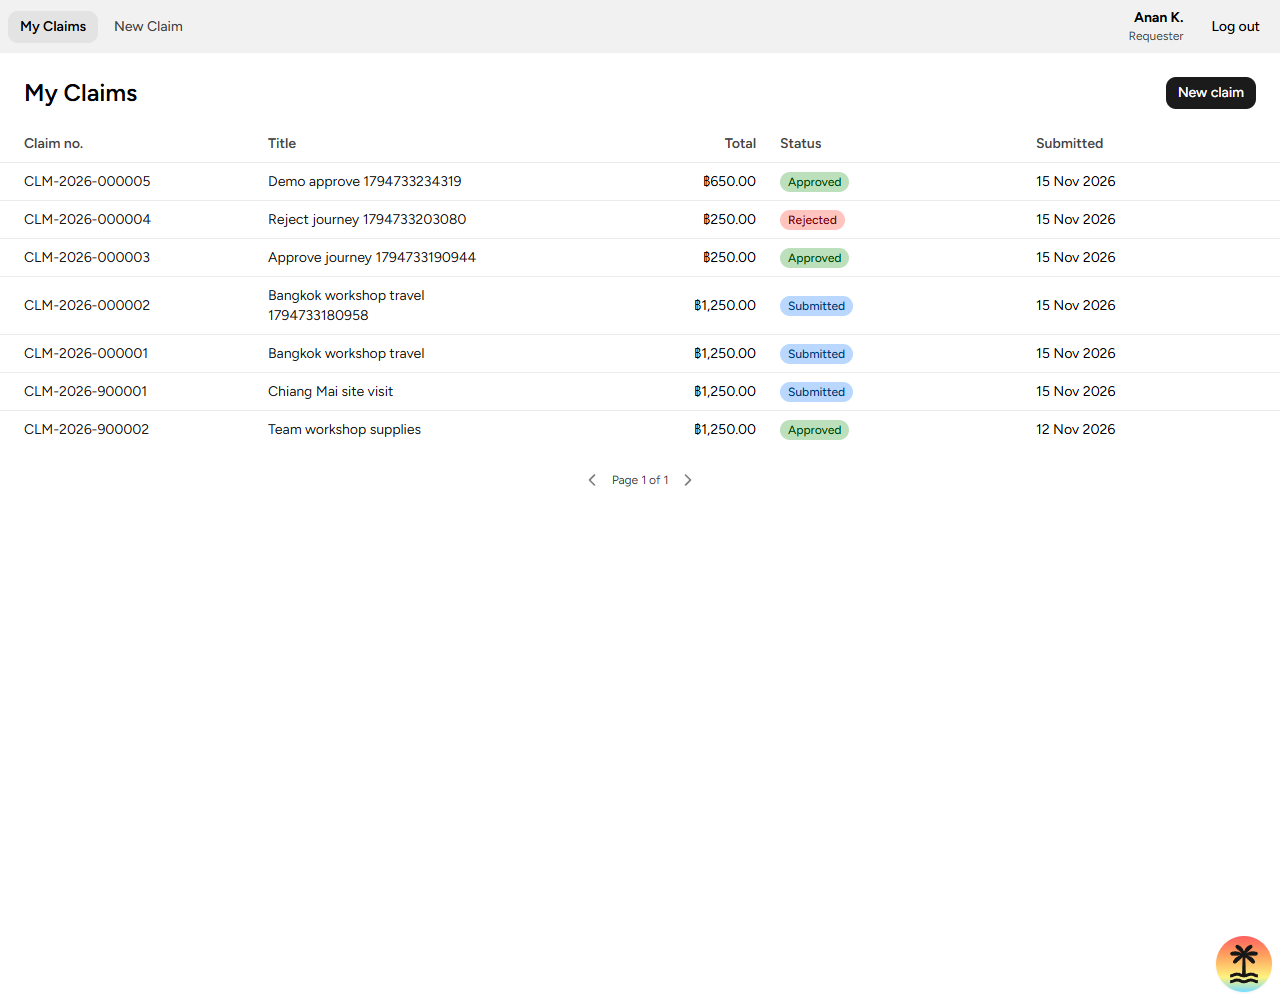 My Claims New Claim Anan K. Log out
Requester
My Claims New claim
Claim no. Title Total Status Submitted
CLM-2026-000005 Demo approve 1794733234319 ฿650.00 Approved 15 Nov 2026
CLM-2026-000004 Reject journey 1794733203080 ฿250.00 Rejected 15 Nov 2026
CLM-2026-000003 Approve journey 1794733190944 ฿250.00 Approved 15 Nov 2026
CLM-2026-000002 Bangkok workshop travel
1794733180958 ฿1,250.00 Submitted 15 Nov 2026
CLM-2026-000001 Bangkok workshop travel ฿1,250.00 Submitted 15 Nov 2026
CLM-2026-900001 Chiang Mai site visit ฿1,250.00 Submitted 15 Nov 2026
CLM-2026-900002 Team workshop supplies ฿1,250.00 Approved 12 Nov 2026
Page 1 of 1